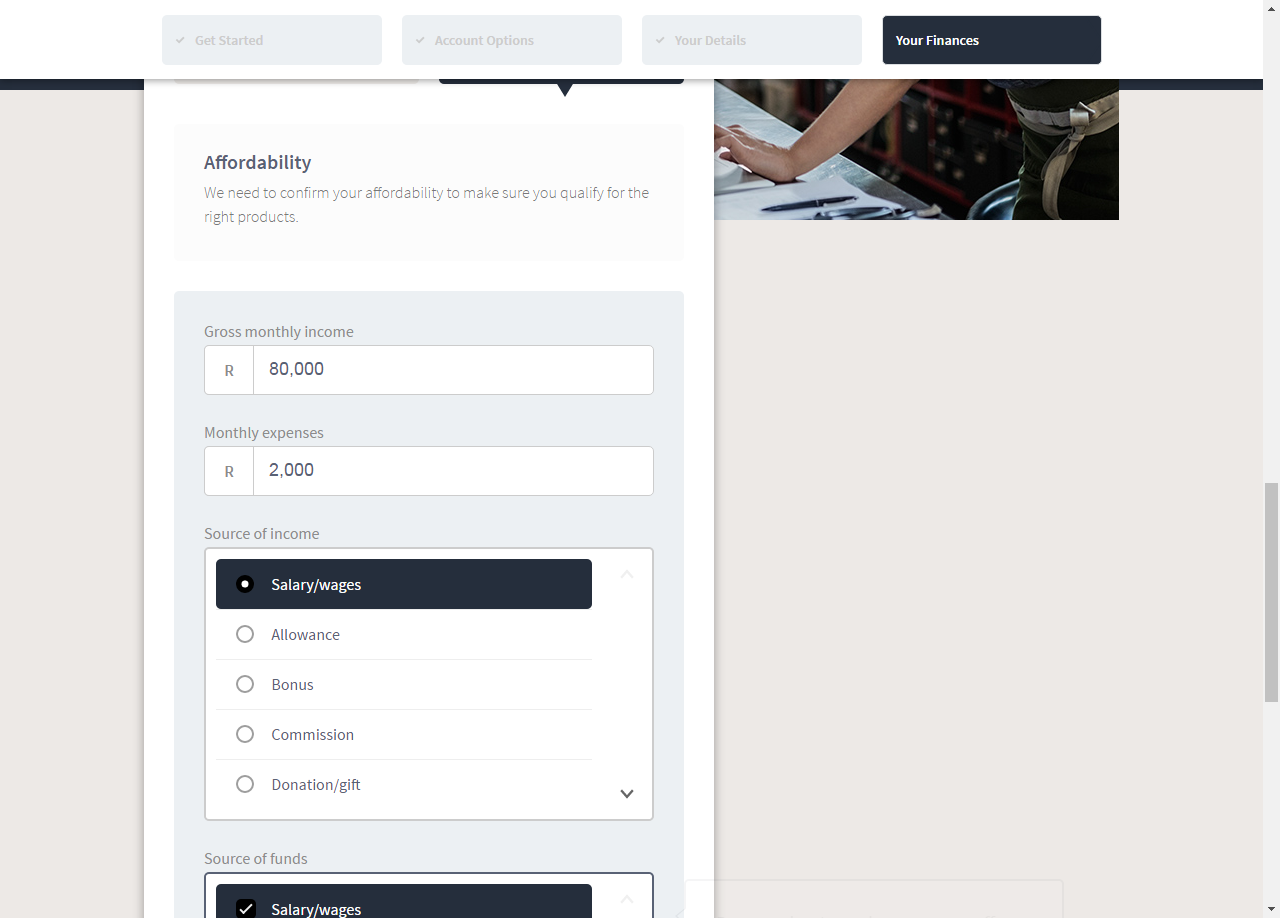 Get Started
Account Options
Your Details
Your Finances
Affordability
We need to confirm your affordability to make sure you qualify for the
right products.
Gross monthly income
R 80,000
Monthly expenses
R 2,000
Source of income
Salary/wages
Allowance
Bonus
Commission
Donation/gift
Source of funds
Salary/wages